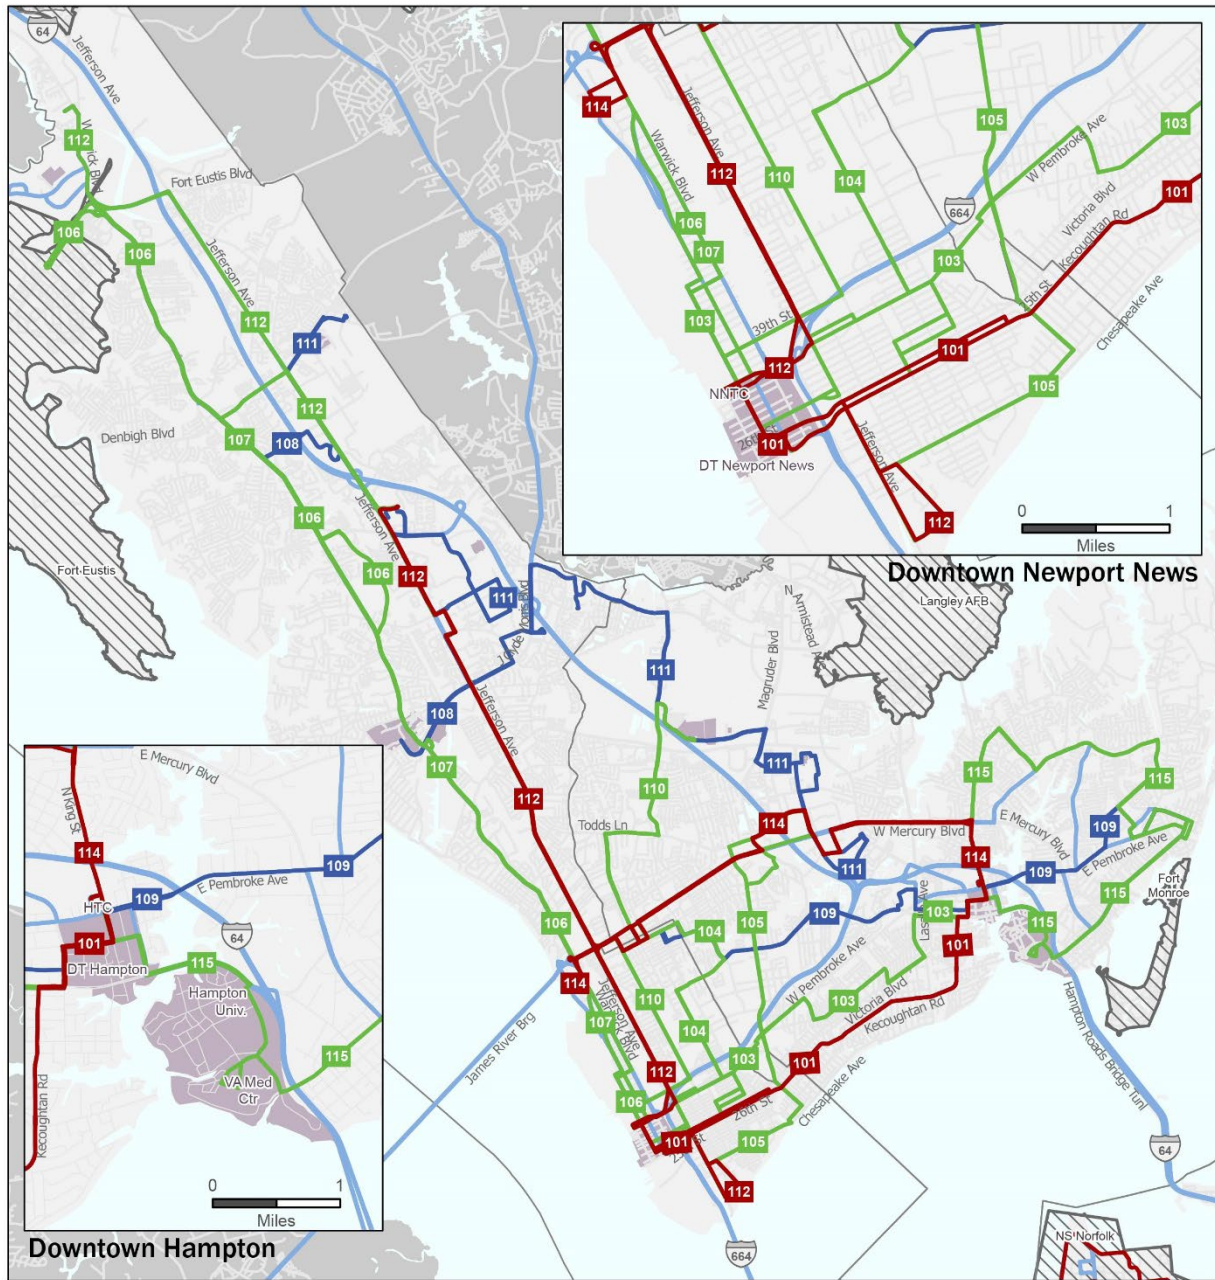 64
Jefferson Ave
112
Warwick Blvd
Fort Eustis Blvd
106
106
Jefferson Ave
112
111
112
Denbigh Blvd
107
108
106
Jefferson Ave
106
112
111
Fort Eustis
J Clyde Morris Blvd
108
107
Jefferson Ave
112
111
110
Magruder Blvd
N Armistead A
Langley AFB
111
Todds Ln
114
W Mercury Blvd
111
115
115
E Mercury Blvd
109
E Pembroke Ave
114
109
Fort Monroe
115
115
103
101
109
105
104
106
114
107
Jefferson Ave
Warwick Blvd
110
104
W Pembroke Ave
103
Victoria Blvd
Kecoughtan Rd
James River Brg
112
103
101
Chesapeake Ave
106
26th St
101
105
112
664
Hampton Roads Bridge Tunl
64
NS Norfolk
114
Jefferson Ave
Warwick Blvd
112
110
104
105
103
W Pembroke Ave
664
Victoria Blvd
101
Kecoughtan Rd
106
107
103
103
39th St
25th St
Chesapeake Ave
112
101
NNTC
105
26th St
101
DT Newport News
Jefferson Ave
112
0 1
Miles
Downtown Newport News
E Mercury Blvd
N King St
114
109
E Pembroke Ave
109
HTC
64
101
DT Hampton
115
Hampton Univ.
115
VA Med Ctr
Kecoughtan Rd
0 1
Miles
Downtown Hampton